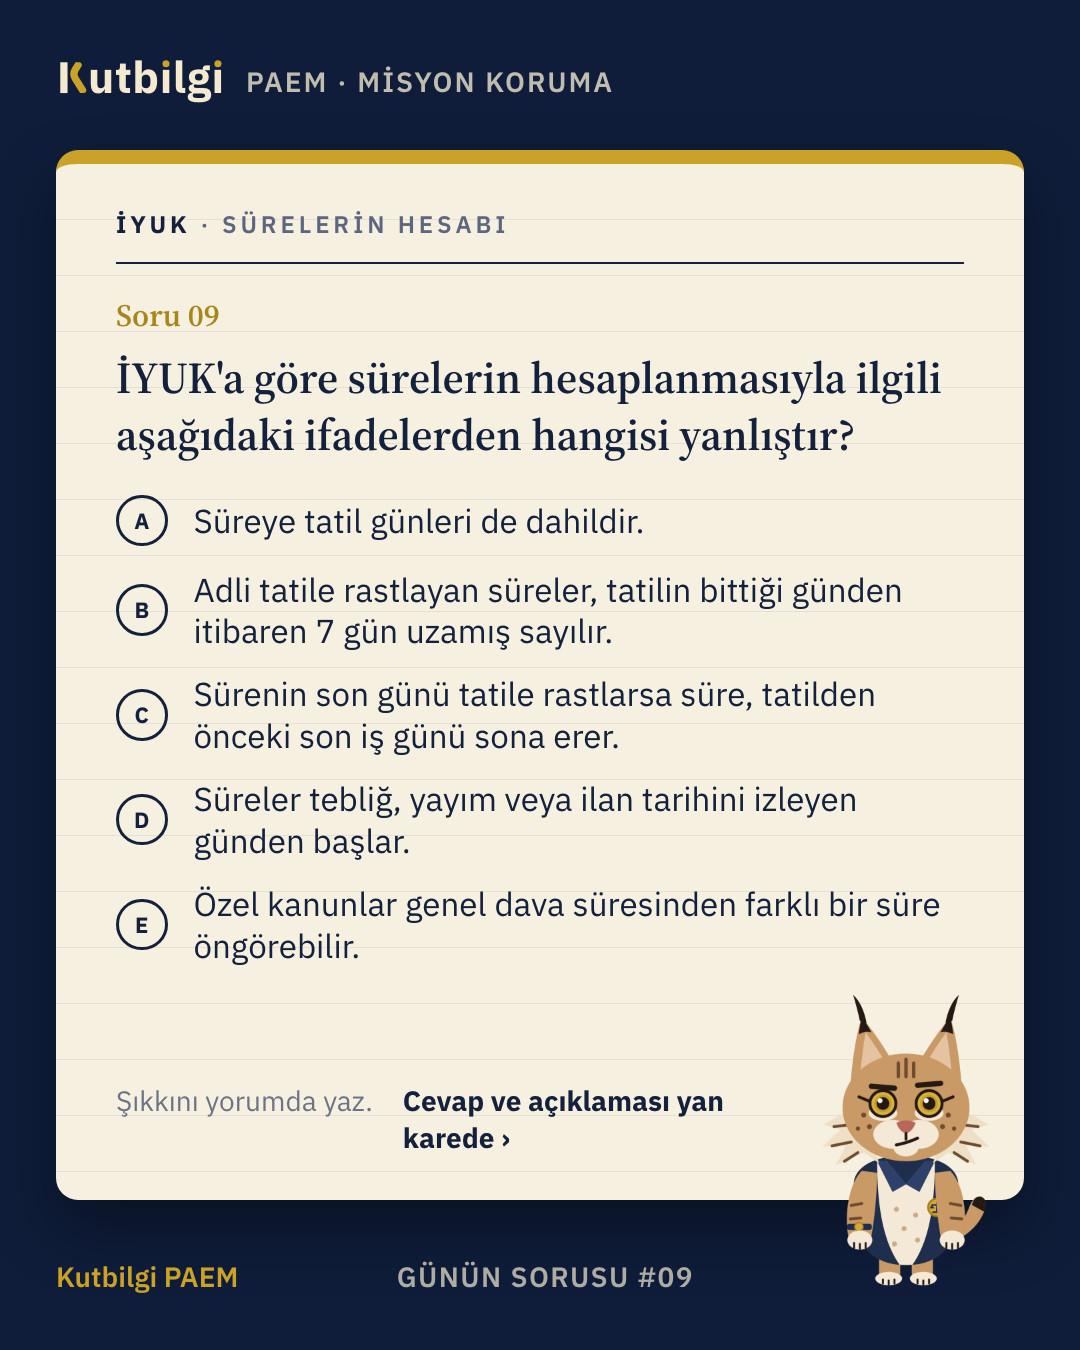 Kutbilgi PAEM · MİSYON KORUMA
İYUK · SÜRELERİN HESABI
Soru 09
İYUK'a göre sürelerin hesaplanmasıyla ilgili
aşağıdaki ifadelerden hangisi yanlıştır?
A Süreye tatil günleri de dahildir.
B Adli tatile rastlayan süreler, tatilin bittiği günden
itibaren 7 gün uzamış sayılır.
C Sürenin son günü tatile rastlarsa süre, tatilden
önceki son iş günü sona erer.
D Süreler tebliğ, yayım veya ilan tarihini izleyen
günden başlar.
E Özel kanunlar genel dava süresinden farklı bir süre
öngörebilir.
Şıkkını yorumda yaz. Cevap ve açıklaması yan
karede ›
Kutbilgi PAEM GÜNÜN SORUSU #09